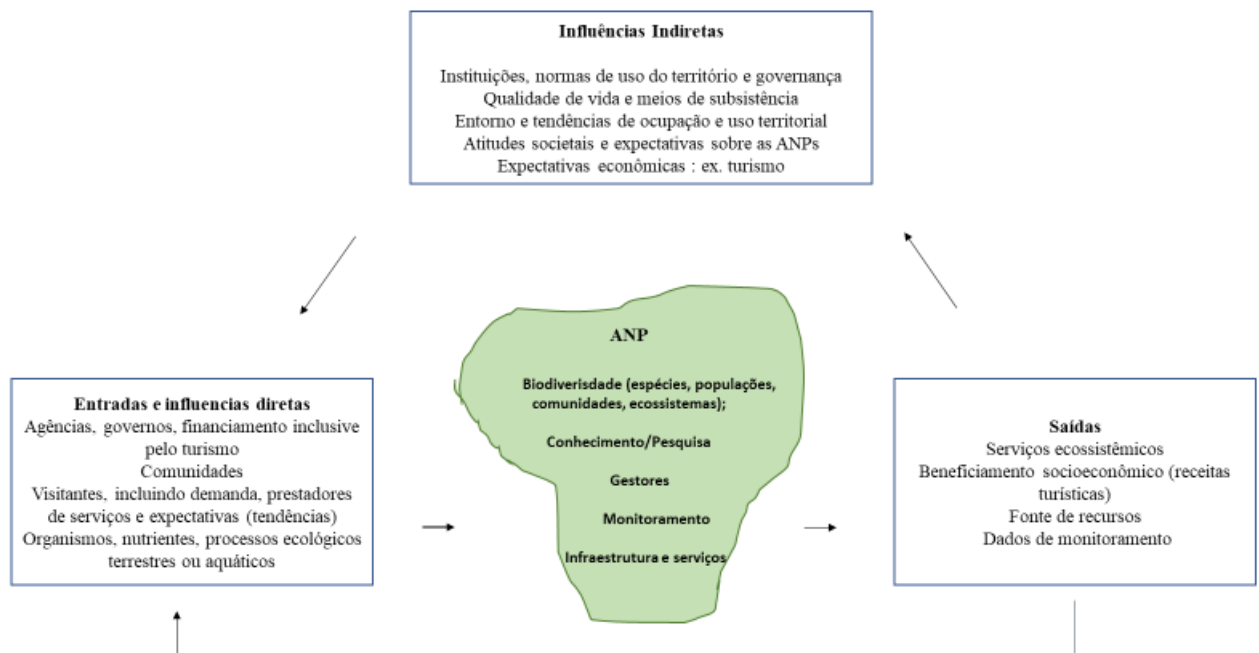 Influências Indiretas
Instituições, normas de uso do território e governança
Qualidade de vida e meios de subsistência
Entorno e tendências de ocupação e uso territorial
Atitudes societais e expectativas sobre as ANPs
Expectativas econômicas : ex. turismo
Entradas e influencias diretas
Agências, governos, financiamento inclusive
pelo turismo
Comunidades
Visitantes, incluindo demanda, prestadores
de serviços e expectativas (tendências)
Organismos, nutrientes, processos ecológicos
terrestres ou aquáticos
ANP
Biodiverisdade (espécies, populações,
comunidades, ecossistemas);
Conhecimento/Pesquisa
Gestores
Monitoramento
Infraestrutura e serviços
Saídas
Serviços ecossistêmicos
Beneficiamento socioeconômico (receitas
turísticas)
Fonte de recursos
Dados de monitoramento